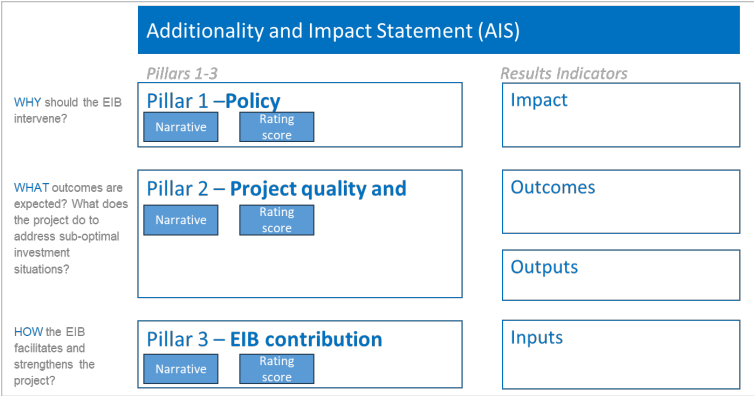 Additionality and Impact Statement (AIS)
Pillars 1-3
Results Indicators
WHY should the EIB
intervene?
Pillar 1 –Policy
Narrative
Rating
score
Impact
WHAT outcomes are
expected? What does
the project do to
address sub-optimal
investment
situations?
Pillar 2 – Project quality and
Narrative
Rating
score
Outcomes
Outputs
HOW the EIB
facilitates and
strengthens the
project?
Pillar 3 – EIB contribution
Narrative
Rating
score
Inputs